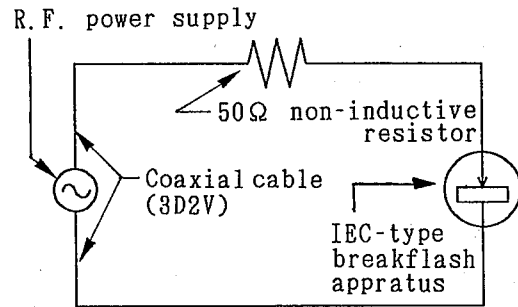 R.F. power supply
50Ω non-inductive
resistor
Coaxial cable
(3D2V)
IEC-type
breakflash
appratus